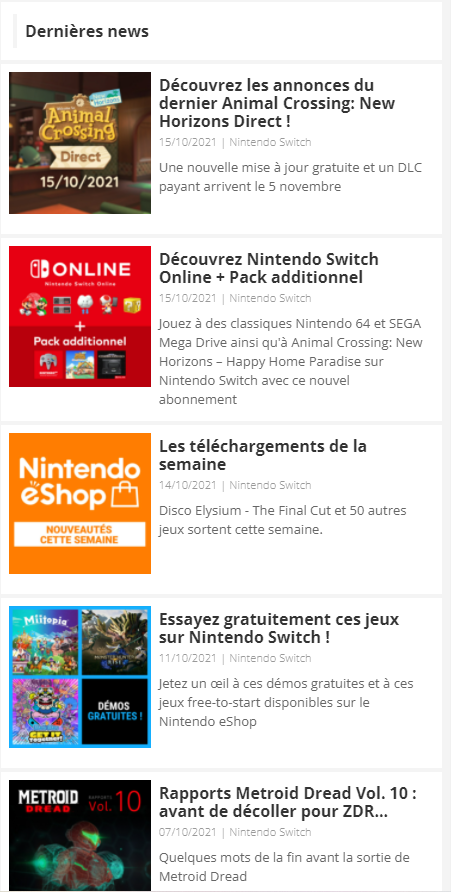 Dernières news
Animal
Crossing
Direct
15/10/2021
Découvrez les annonces du
dernier Animal Crossing: New
Horizons Direct !
15/10/2021 | Nintendo Switch
Une nouvelle mise à jour gratuite et un DLC
payant arrivent le 5 novembre
ONLINE
Nintendo Switch Online
+
Pack additionnel
Découvrez Nintendo Switch
Online + Pack additionnel
15/10/2021 | Nintendo Switch
Jouez à des classiques Nintendo 64 et SEGA
Mega Drive ainsi qu'à Animal Crossing: New
Horizons – Happy Home Paradise sur
Nintendo Switch avec ce nouvel
abonnement
Nintendo
eShop
NOUVEAUTÉS
CETTE SEMAINE
Les téléchargements de la
semaine
14/10/2021 | Nintendo Switch
Disco Elysium - The Final Cut et 50 autres
jeux sortent cette semaine.
Miitopia
MONSTER HUNTER
GET IT
TOGETHER!
DÉMOS
GRATUITES !
Essayez gratuitement ces jeux
sur Nintendo Switch !
11/10/2021 | Nintendo Switch
Jetez un œil à ces démos gratuites et à ces
jeux free-to-start disponibles sur le
Nintendo eShop
METROID
DREAD
RAPPORTS
Vol. 10
Rapports Metroid Dread Vol. 10 :
avant de décoller pour ZDR...
07/10/2021 | Nintendo Switch
Quelques mots de la fin avant la sortie de
Metroid Dread